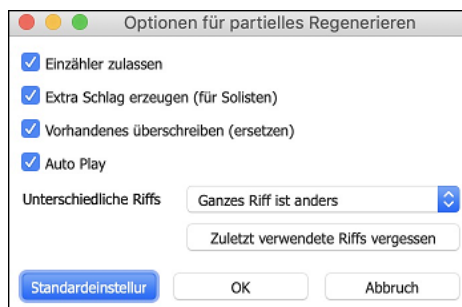 Optionen für partielles Regenerieren
Einzähler zulassen
Extra Schlag erzeugen (für Solisten)
Vorhandenes überschreiben (ersetzen)
Auto Play
Unterschiedliche Riffs Ganzes Riff ist anders
Zuletzt verwendete Riffs vergessen
Standardeinstellur OK Abbruch